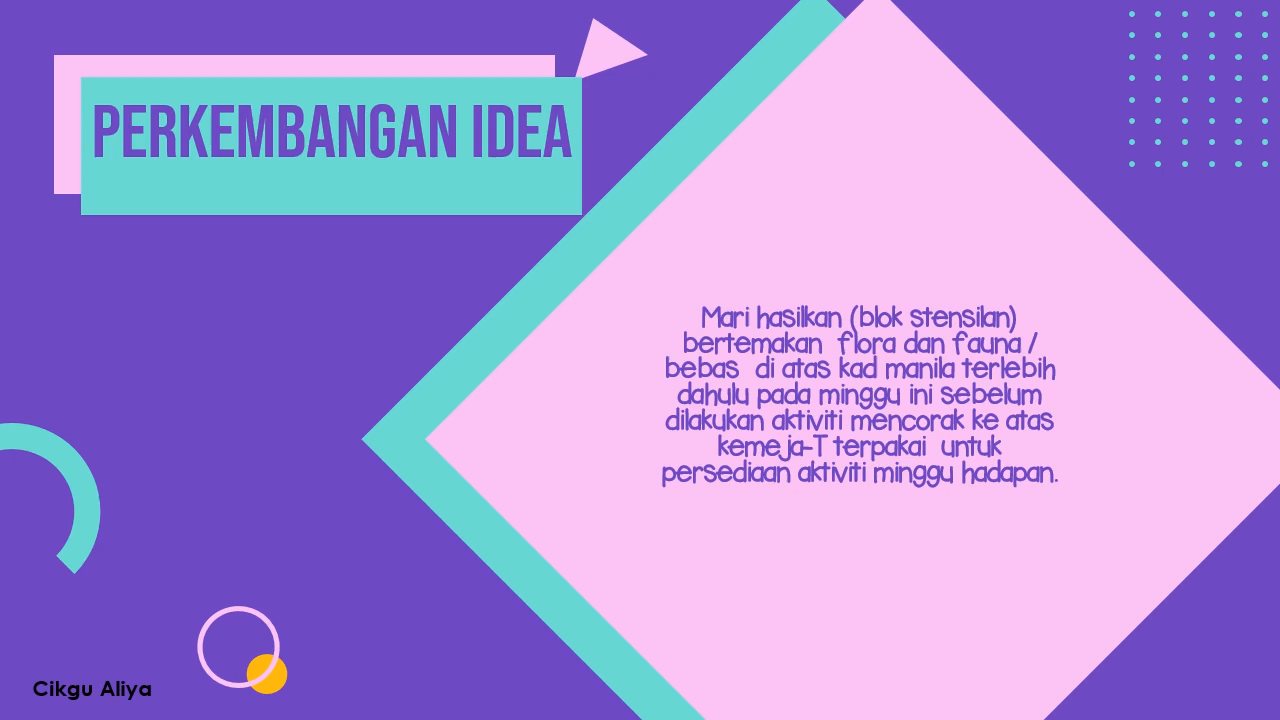 PERKEMBANGAN IDEA
Mari hasilkan (blok stensilan)
bertemakan flora dan fauna /
bebas di atas kad manila terlebih
dahulu pada minggu ini sebelum
dilakukan aktiviti mencorak ke atas
kemeja-T terpakai untuk
persediaan aktiviti minggu hadapan.
Cikgu Aliya